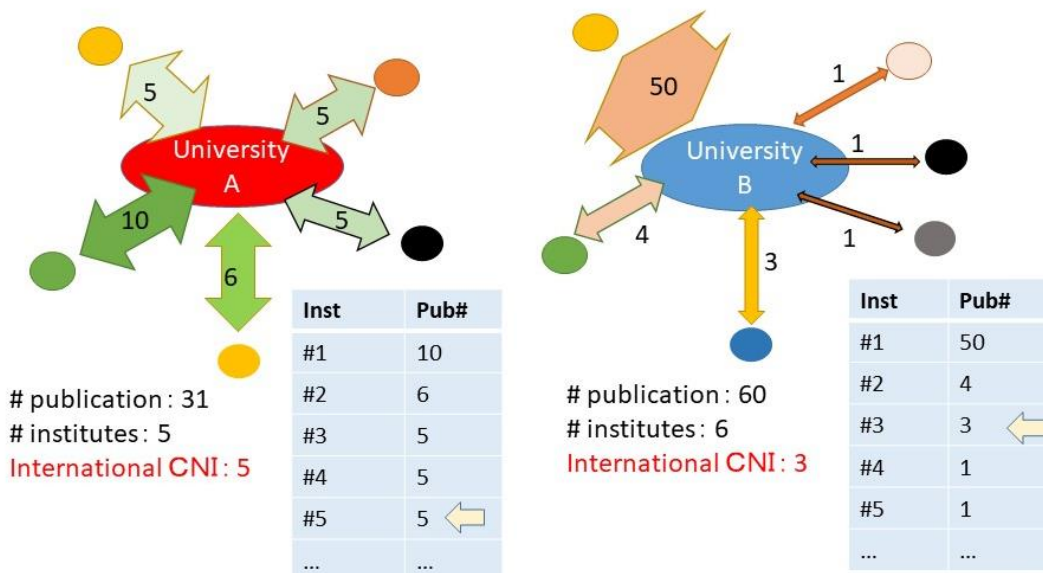 5
5
University
A
10
5
6
Inst Pub#
#1 10
#2 6
#3 5
#4 5
#5 5
... ...
# publication : 31
# institutes : 5
International CNI : 5
50
1
University
B
1
4
1
3
Inst Pub#
#1 50
#2 4
#3 3
#4 1
#5 1
... ...
# publication : 60
# institutes : 6
International CNI : 3